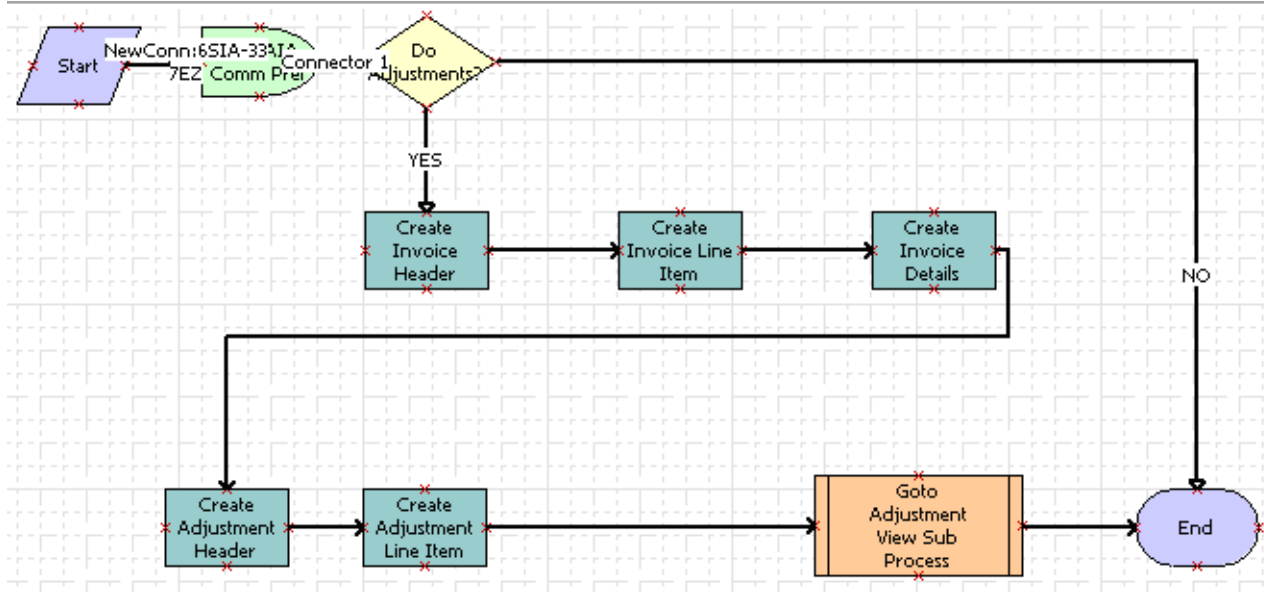 Start
NewConn
6SIA-33
7EZ
Comm Pref
Connector 1
Do
Adjustments?
YES
NO
Create
Invoice
Header
Create
Invoice Line
Item
Create
Invoice
Details
Create
Adjustment
Header
Create
Adjustment
Line Item
Goto
Adjustment
View Sub
Process
End